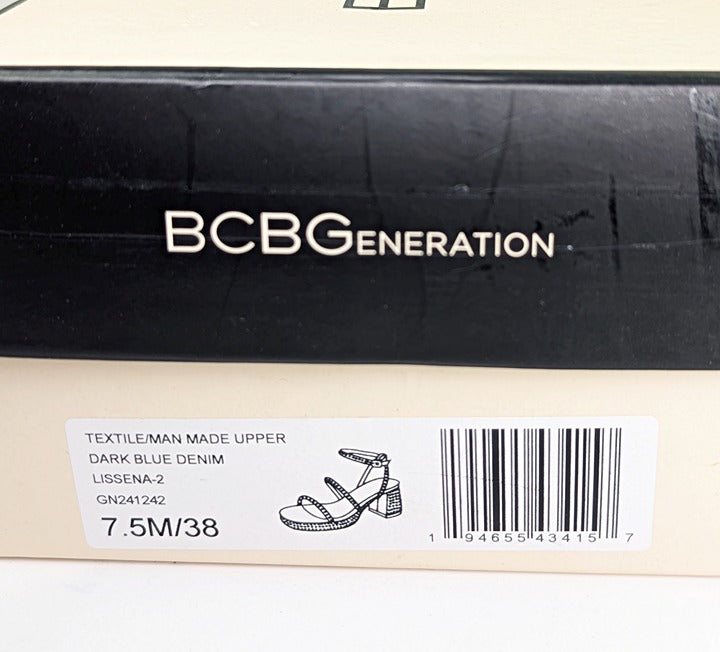 BCBGENERATION
TEXTILE/MAN MADE UPPER
DARK BLUE DENIM
LISSENA-2
GN241242
7.5M/38
1 94655 43415 7